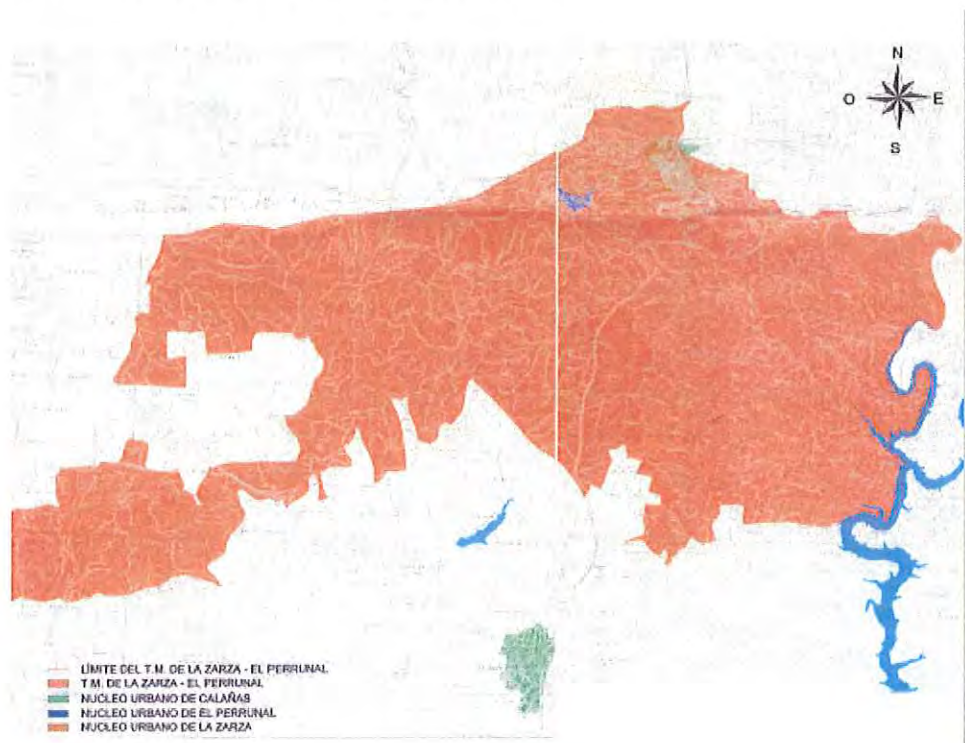 N
O E
S
LÍMITE DEL T.M. DE LA ZARZA - EL PERRUNAL
T.M. DE LA ZARZA - EL PERRUNAL
NUCLEO URBANO DE CALAÑAS
NUCLEO URBANO DE EL PERRUNAL
NUCLEO URBANO DE LA ZARZA